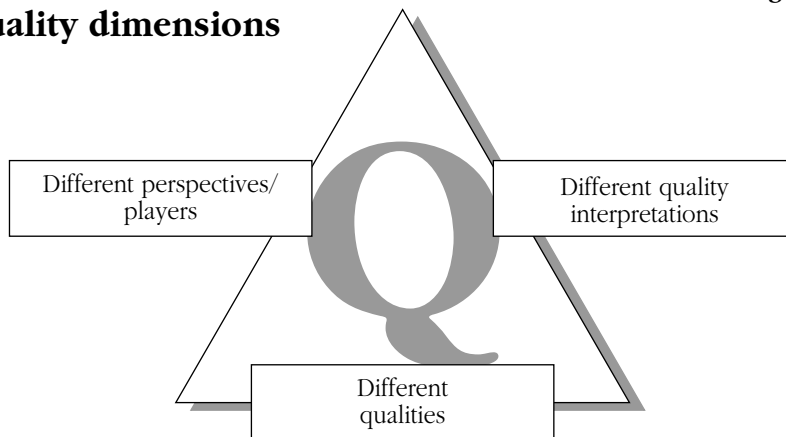 uality dimensions
Different perspectives/
players
Different quality
interpretations
Q
Different
qualities